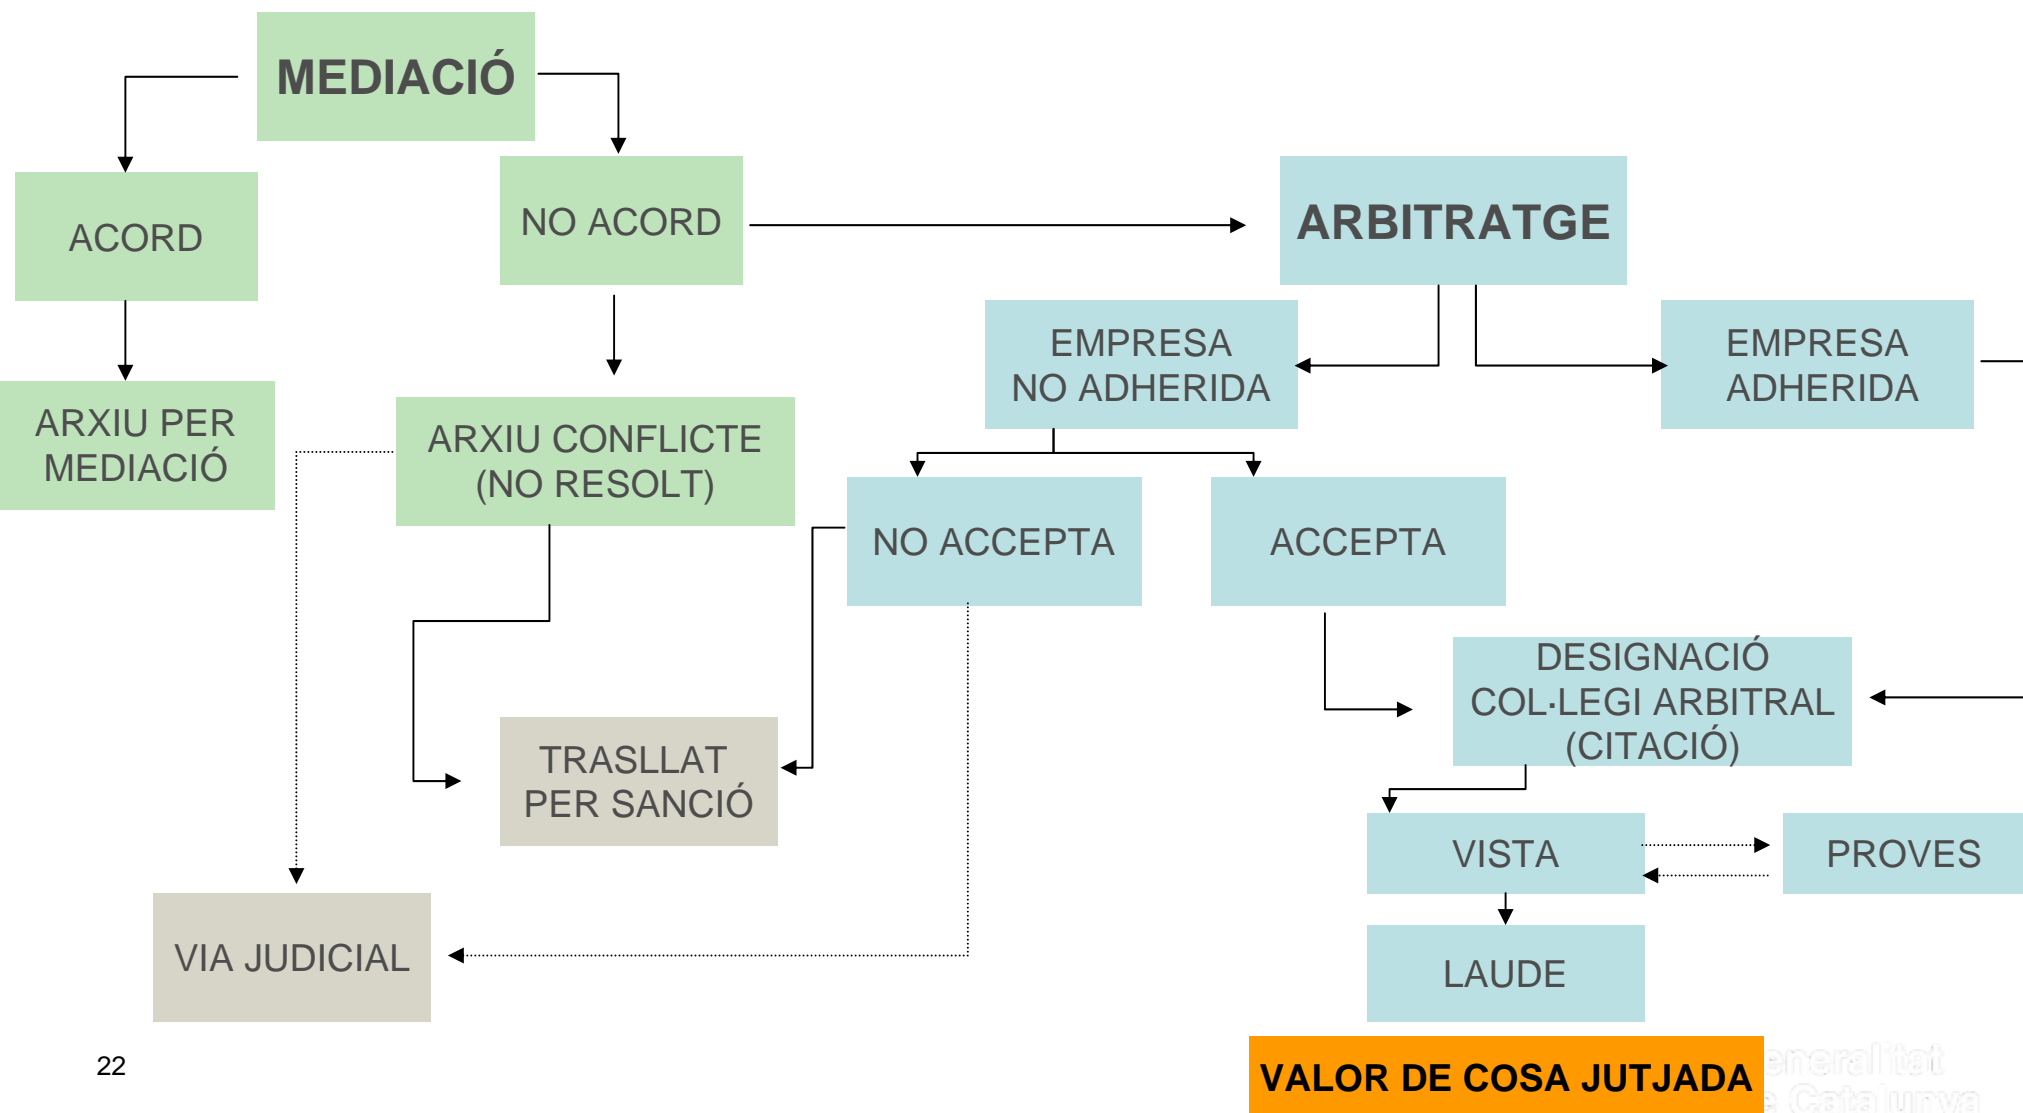 MEDIACIÓ
ACORD
NO ACORD
ARBITRATGE
EMPRESA
NO ADHERIDA
EMPRESA
ADHERIDA
ARXIU PER
MEDIACIÓ
ARXIU CONFLICTE
(NO RESOLT)
NO ACCEPTA
ACCEPTA
DESIGNACIÓ
COL·LEGI ARBITRAL
(CITACIÓ)
TRASLLAT
PER SANCIÓ
VISTA
PROVES
VIA JUDICIAL
LAUDE
VALOR DE COSA JUTJADA
22
eneralitat
e Catalunya